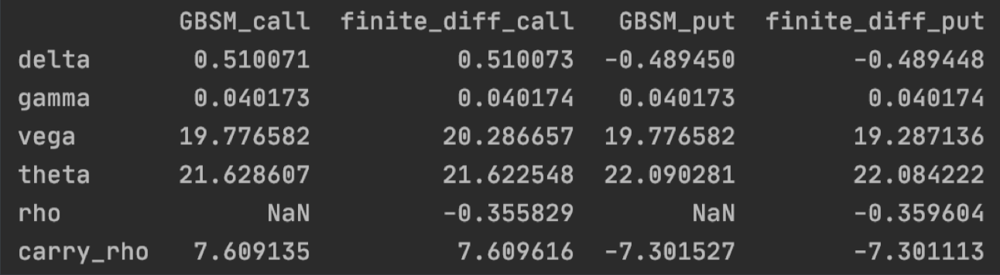 GBSM_call finite_diff_call GBSM_put finite_diff_put
delta 0.510071 0.510073 -0.489450 -0.489448
gamma 0.040173 0.040174 0.040173 0.040174
vega 19.776582 20.286657 19.776582 19.287136
theta 21.628607 21.622548 22.090281 22.084222
rho NaN -0.355829 NaN -0.359604
carry_rho 7.609135 7.609616 -7.301527 -7.301113